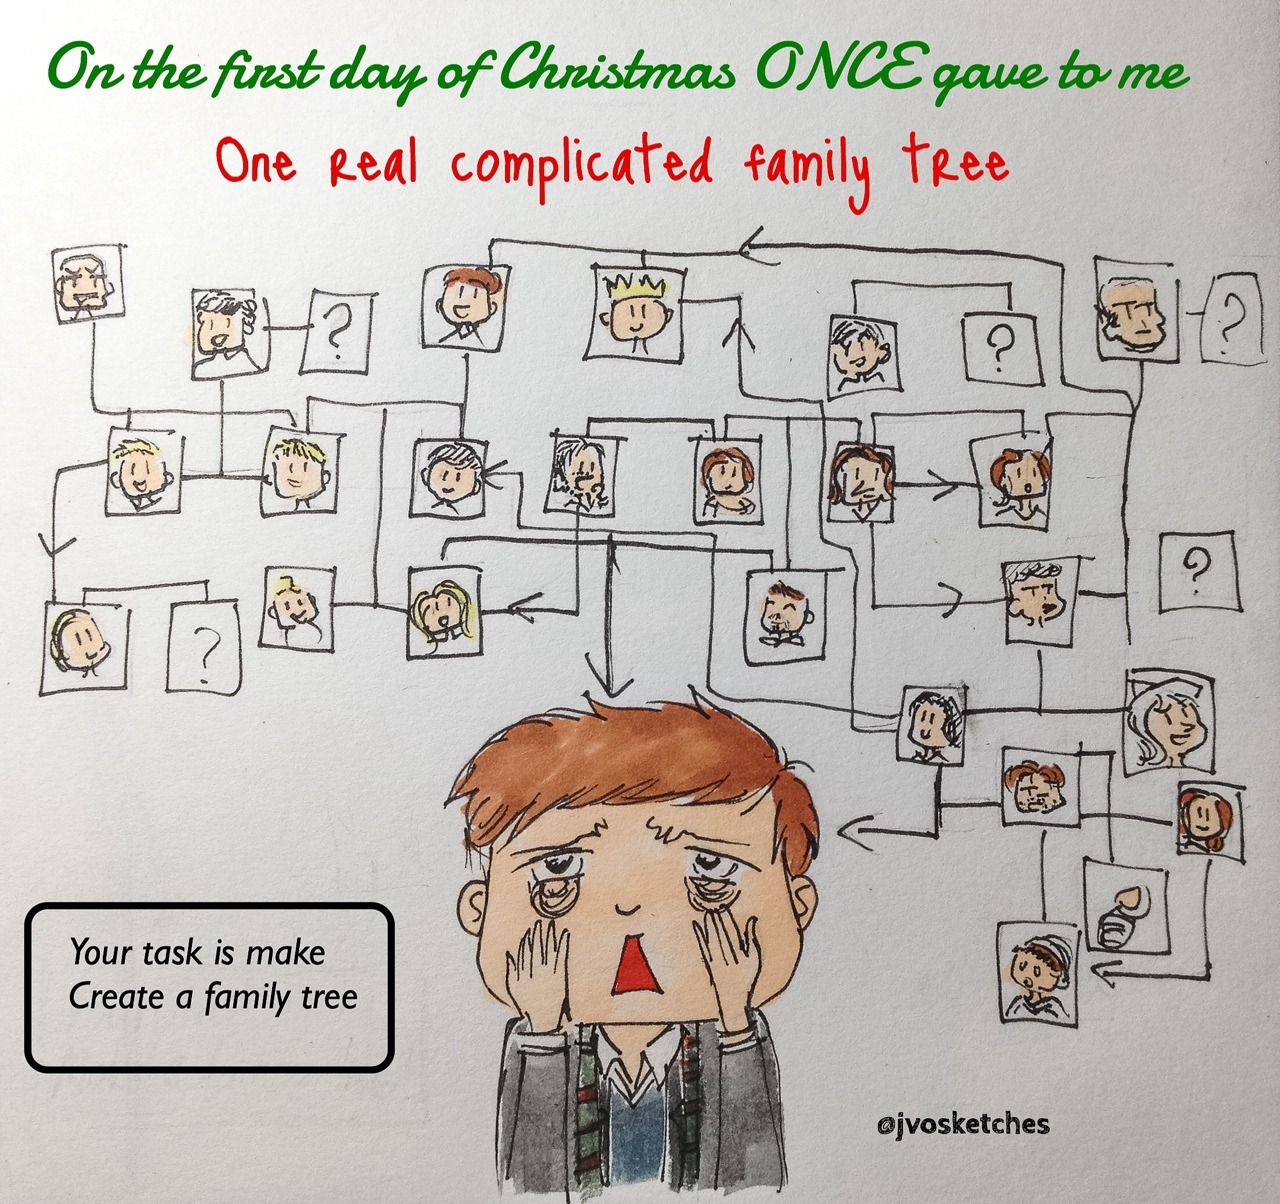 On the first day of Christmas ONCE gave to me
One real complicated family tree
?
?
?
?
?
Your task is make
Create a family tree
@jvosketches